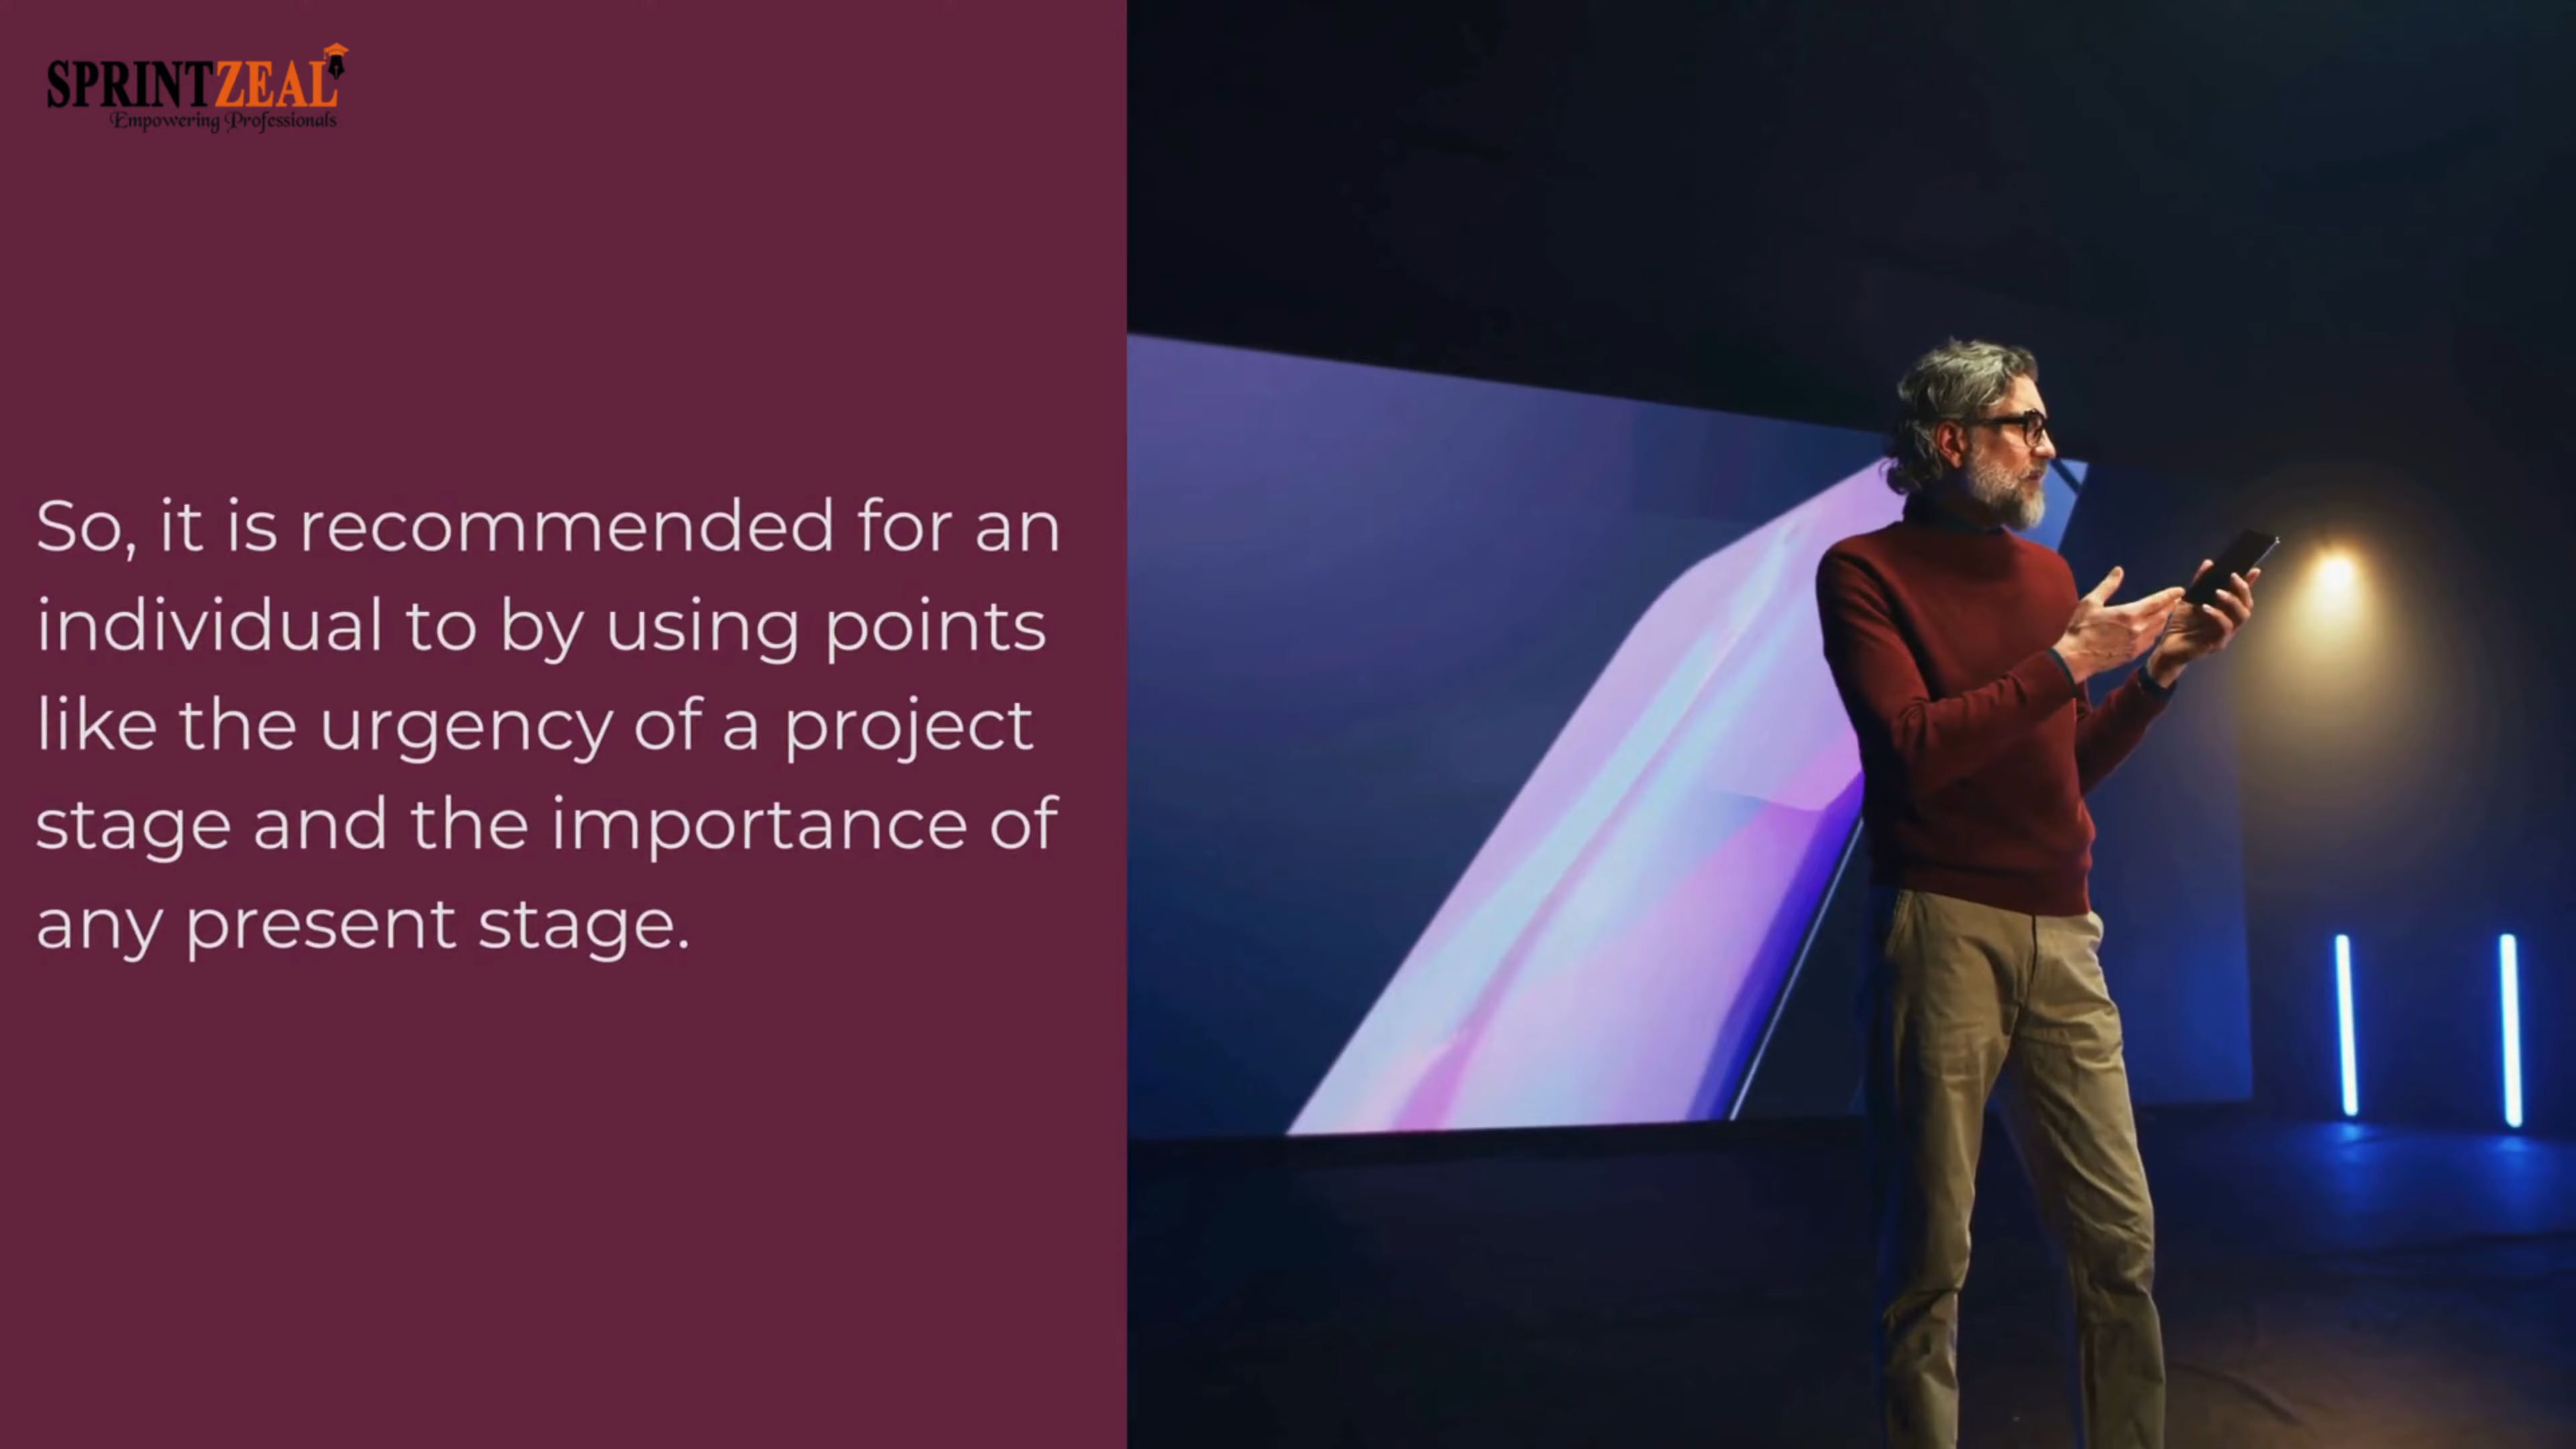 SPRINTZEAL
Empowering Professionals
So, it is recommended for an
individual to by using points
like the urgency of a project
stage and the importance of
any present stage.